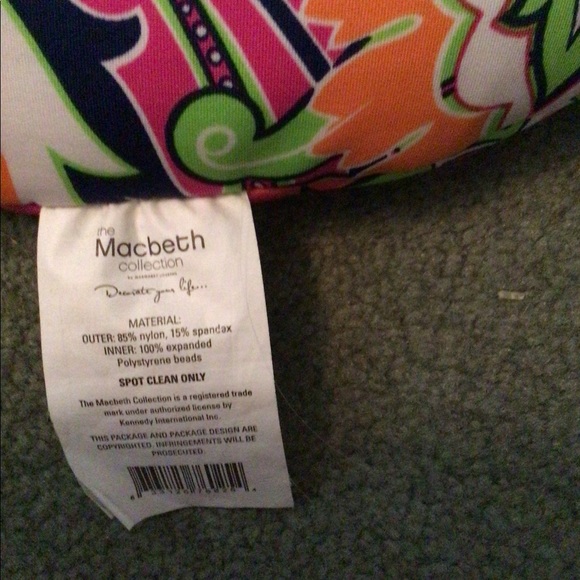 the
Macbeth
collection
by MARGARET JOSEPHS
Decorate your life...
MATERIAL:
OUTER: 85% nylon, 15% spandax
INNER: 100% expanded
Polystyrene beads
SPOT CLEAN ONLY
The Macbeth Collection is a registered trade
mark under authorized license by
Kennedy International Inc.
THIS PACKAGE AND PACKAGE DESIGN ARE
COPYRIGHTED. INFRINGEMENTS WILL BE
PROSECUTED.